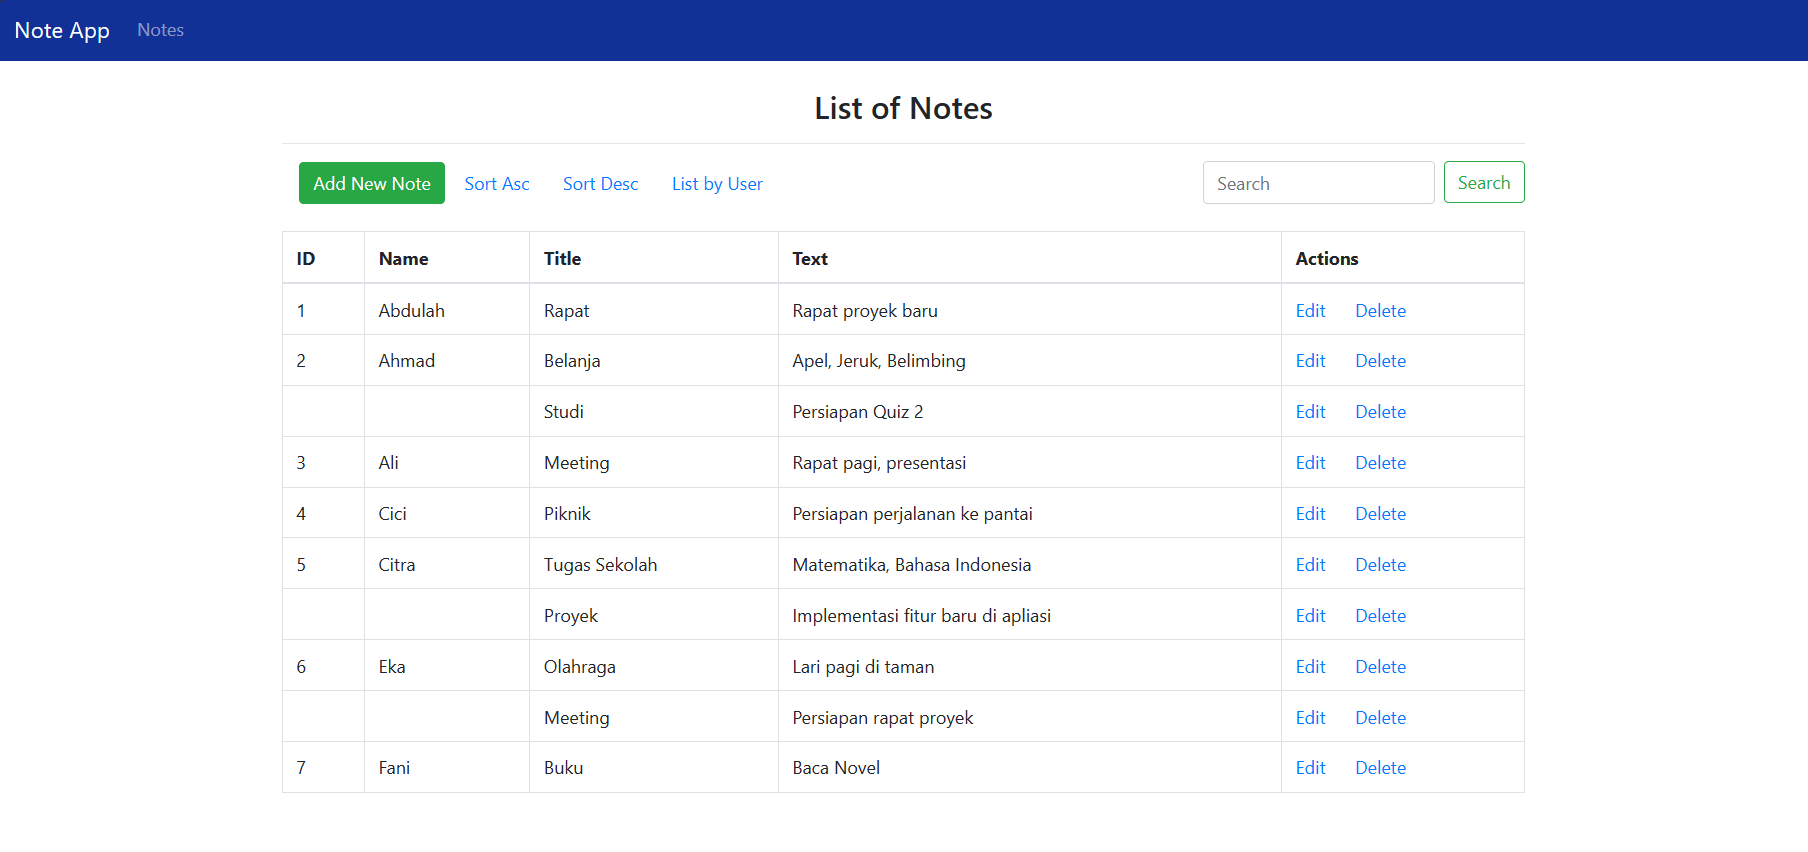 Note App Notes
List of Notes
Add New Note Sort Asc Sort Desc List by User Search Search
ID Name Title Text Actions
1 Abdulah Rapat Rapat proyek baru Edit Delete
2 Ahmad Belanja Apel, Jeruk, Belimbing Edit Delete
Studi Persiapan Quiz 2 Edit Delete
3 Ali Meeting Rapat pagi, presentasi Edit Delete
4 Cici Piknik Persiapan perjalanan ke pantai Edit Delete
5 Citra Tugas Sekolah Matematika, Bahasa Indonesia Edit Delete
Proyek Implementasi fitur baru di apliasi Edit Delete
6 Eka Olahraga Lari pagi di taman Edit Delete
Meeting Persiapan rapat proyek Edit Delete
7 Fani Buku Baca Novel Edit Delete